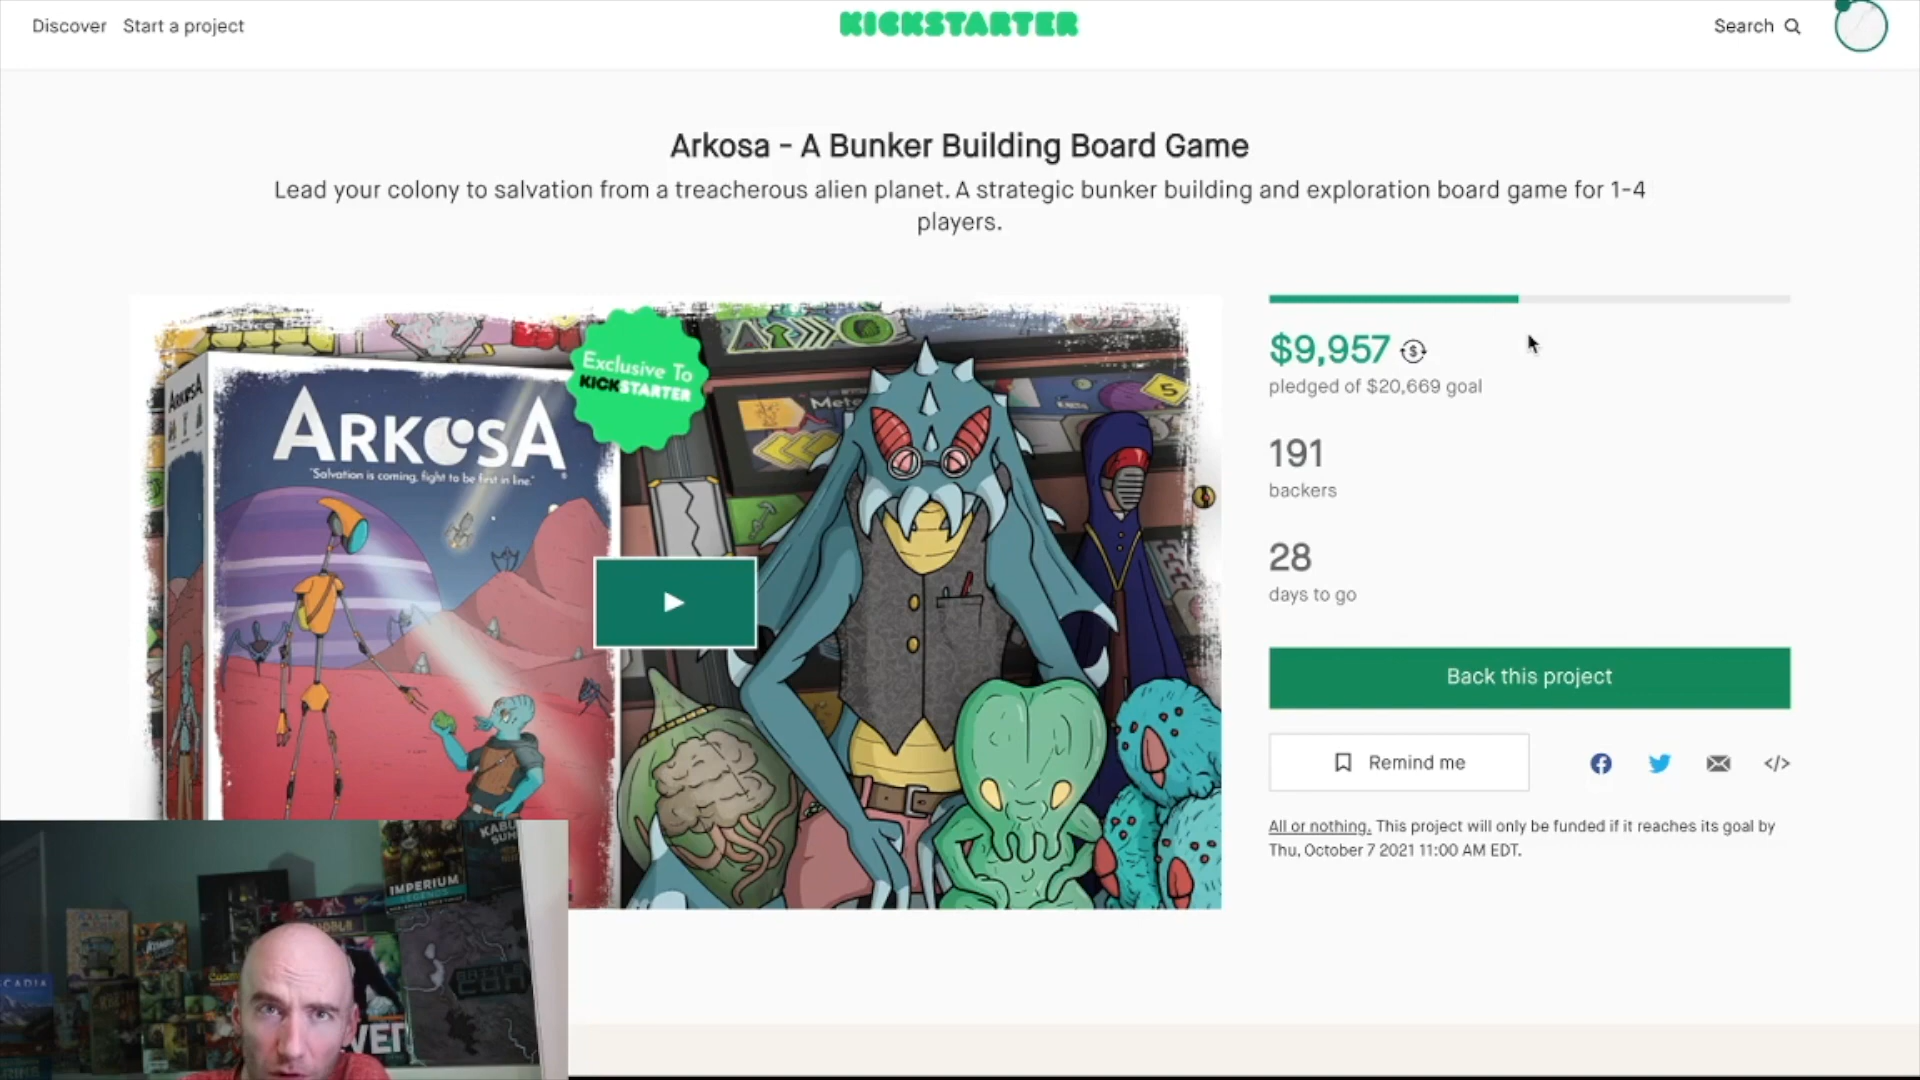 Discover Start a project
KICKSTARTER
Search
Arkosa - A Bunker Building Board Game
Lead your colony to salvation from a treacherous alien planet. A strategic bunker building and exploration board game for 1-4
players.
$9,957
pledged of $20,669 goal
191
backers
28
days to go
Back this project
Remind me
</>
All or nothing. This project will only be funded if it reaches its goal by
Thu, October 7 2021 11:00 AM EDT.
Exclusive To
KICKSTARTER
ARKOSA
ARKOSA
"Salvation is coming, fight to be first in line."
5
IMPERIUM
LEGENDS